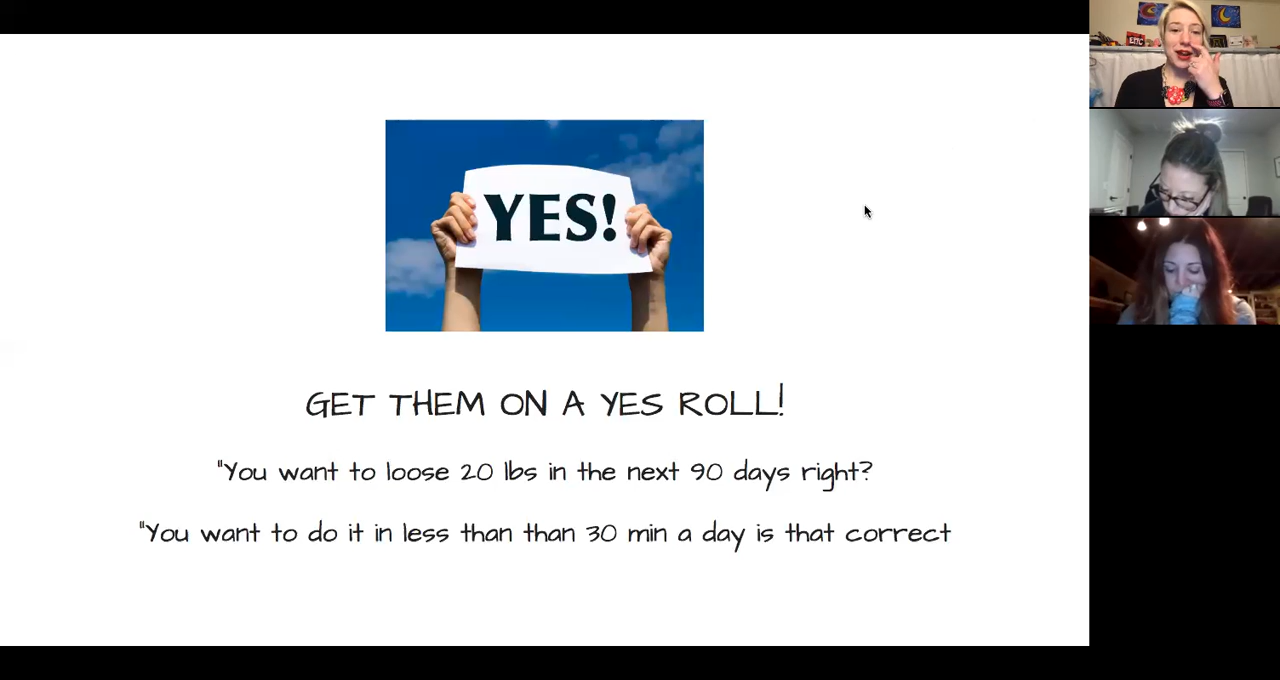 YES!
GET THEM ON A YES ROLL!
"You want to loose 20 lbs in the next 90 days right?
"You want to do it in less than than 30 min a day is that correct